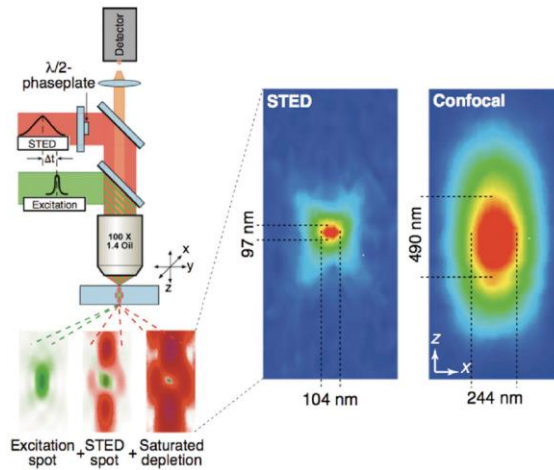 Detector
λ/2-
phaseplate
STED
Δt
Excitation
100 X
1.4 Oil
x
y
z
Excitation
spot
+
STED
spot
+
Saturated
depletion
STED
97 nm
104 nm
Confocal
490 nm
z
x
244 nm